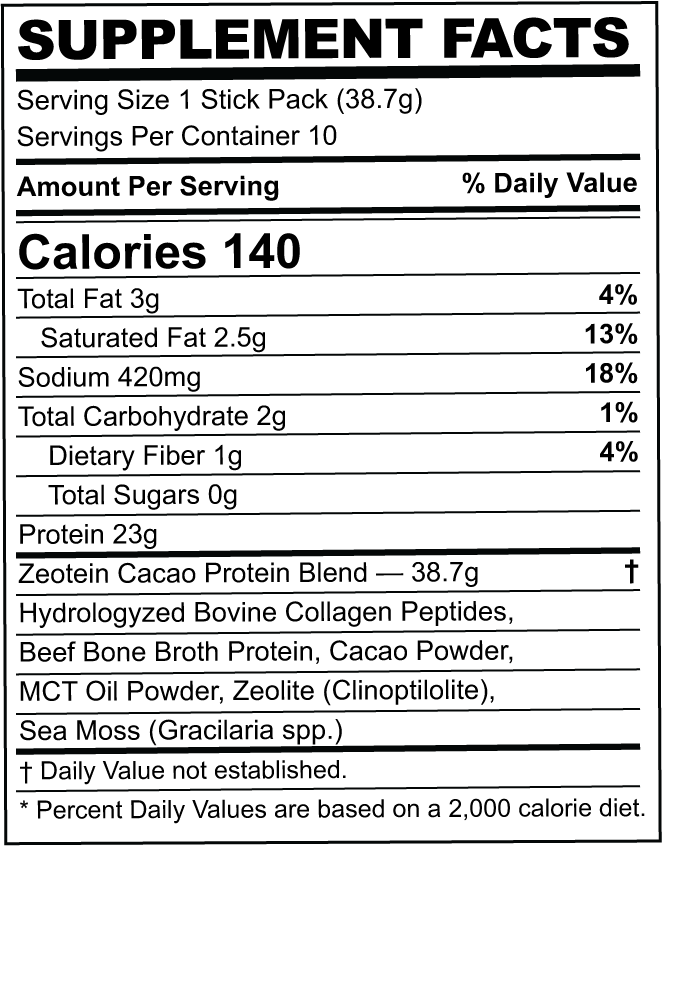 SUPPLEMENT FACTS
Serving Size 1 Stick Pack (38.7g)
Servings Per Container 10
Amount Per Serving % Daily Value
Calories 140
Total Fat 3g 4%
Saturated Fat 2.5g 13%
Sodium 420mg 18%
Total Carbohydrate 2g 1%
Dietary Fiber 1g 4%
Total Sugars 0g
Protein 23g
Zeotein Cacao Protein Blend — 38.7g †
Hydrologyzed Bovine Collagen Peptides,
Beef Bone Broth Protein, Cacao Powder,
MCT Oil Powder, Zeolite (Clinoptilolite),
Sea Moss (Gracilaria spp.)
† Daily Value not established.
* Percent Daily Values are based on a 2,000 calorie diet.